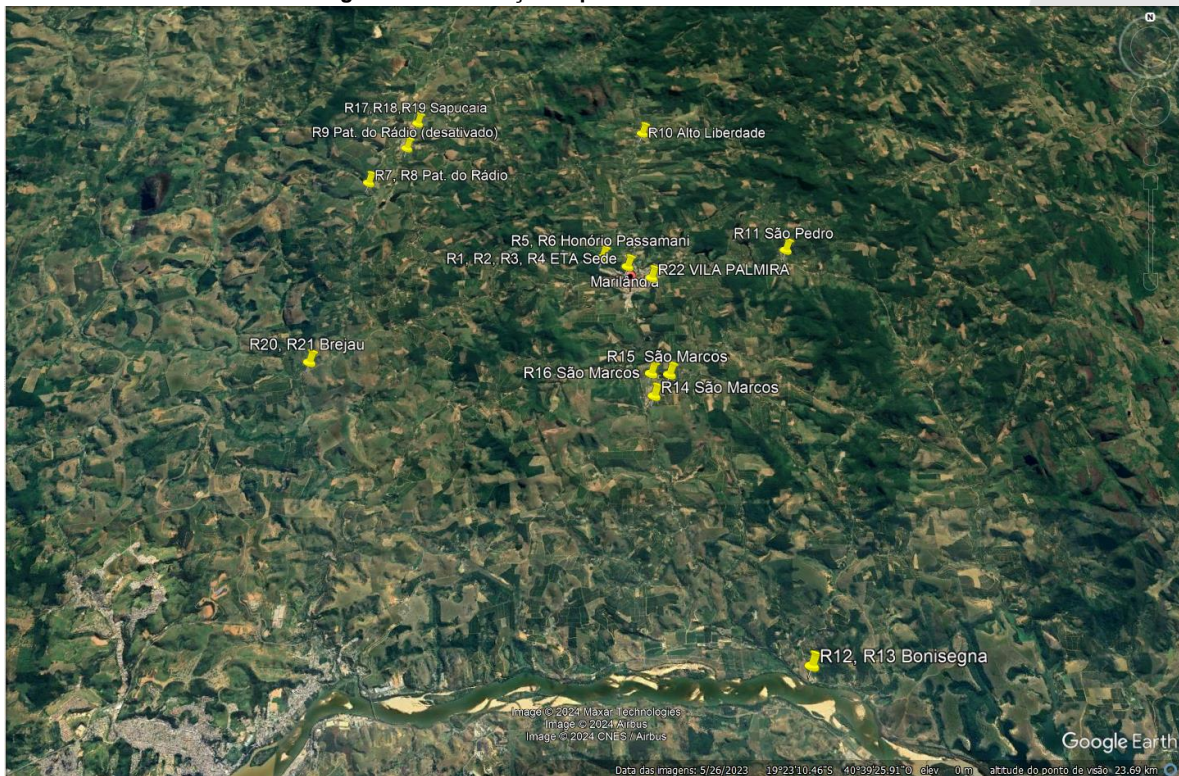 N
R17,R18,R19 Sapucaia
R9 Pat. do Rádio (desativado)
R10 Alto Liberdade
R7, R8 Pat. do Rádio
R11 São Pedro
R5, R6 Honório Passamani
R1, R2, R3, R4 ETA Sede
R22 VILA PALMIRA
Marilândia
R20, R21 Brejau
R15 São Marcos
R16 São Marcos
R14 São Marcos
R12, R13 Bonisegna
Image © 2024 Maxar Technologies
Image © 2024 Airbus
Image © 2024 CNES / Airbus
Google Earth
Data das imagens: 5/26/2023 19°23'10.46"S 40°39'25.91"O elev 0 m altitude do ponto de visão 23.69 km